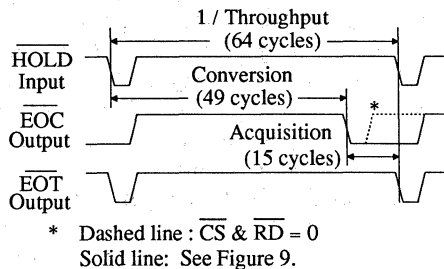 1 / Throughput
(64 cycles)
HOLD
Input
Conversion
(49 cycles)
*
EOC
Output
Acquisition
(15 cycles)
EOT
Output
* Dashed line : CS & RD = 0
Solid line: See Figure 9.